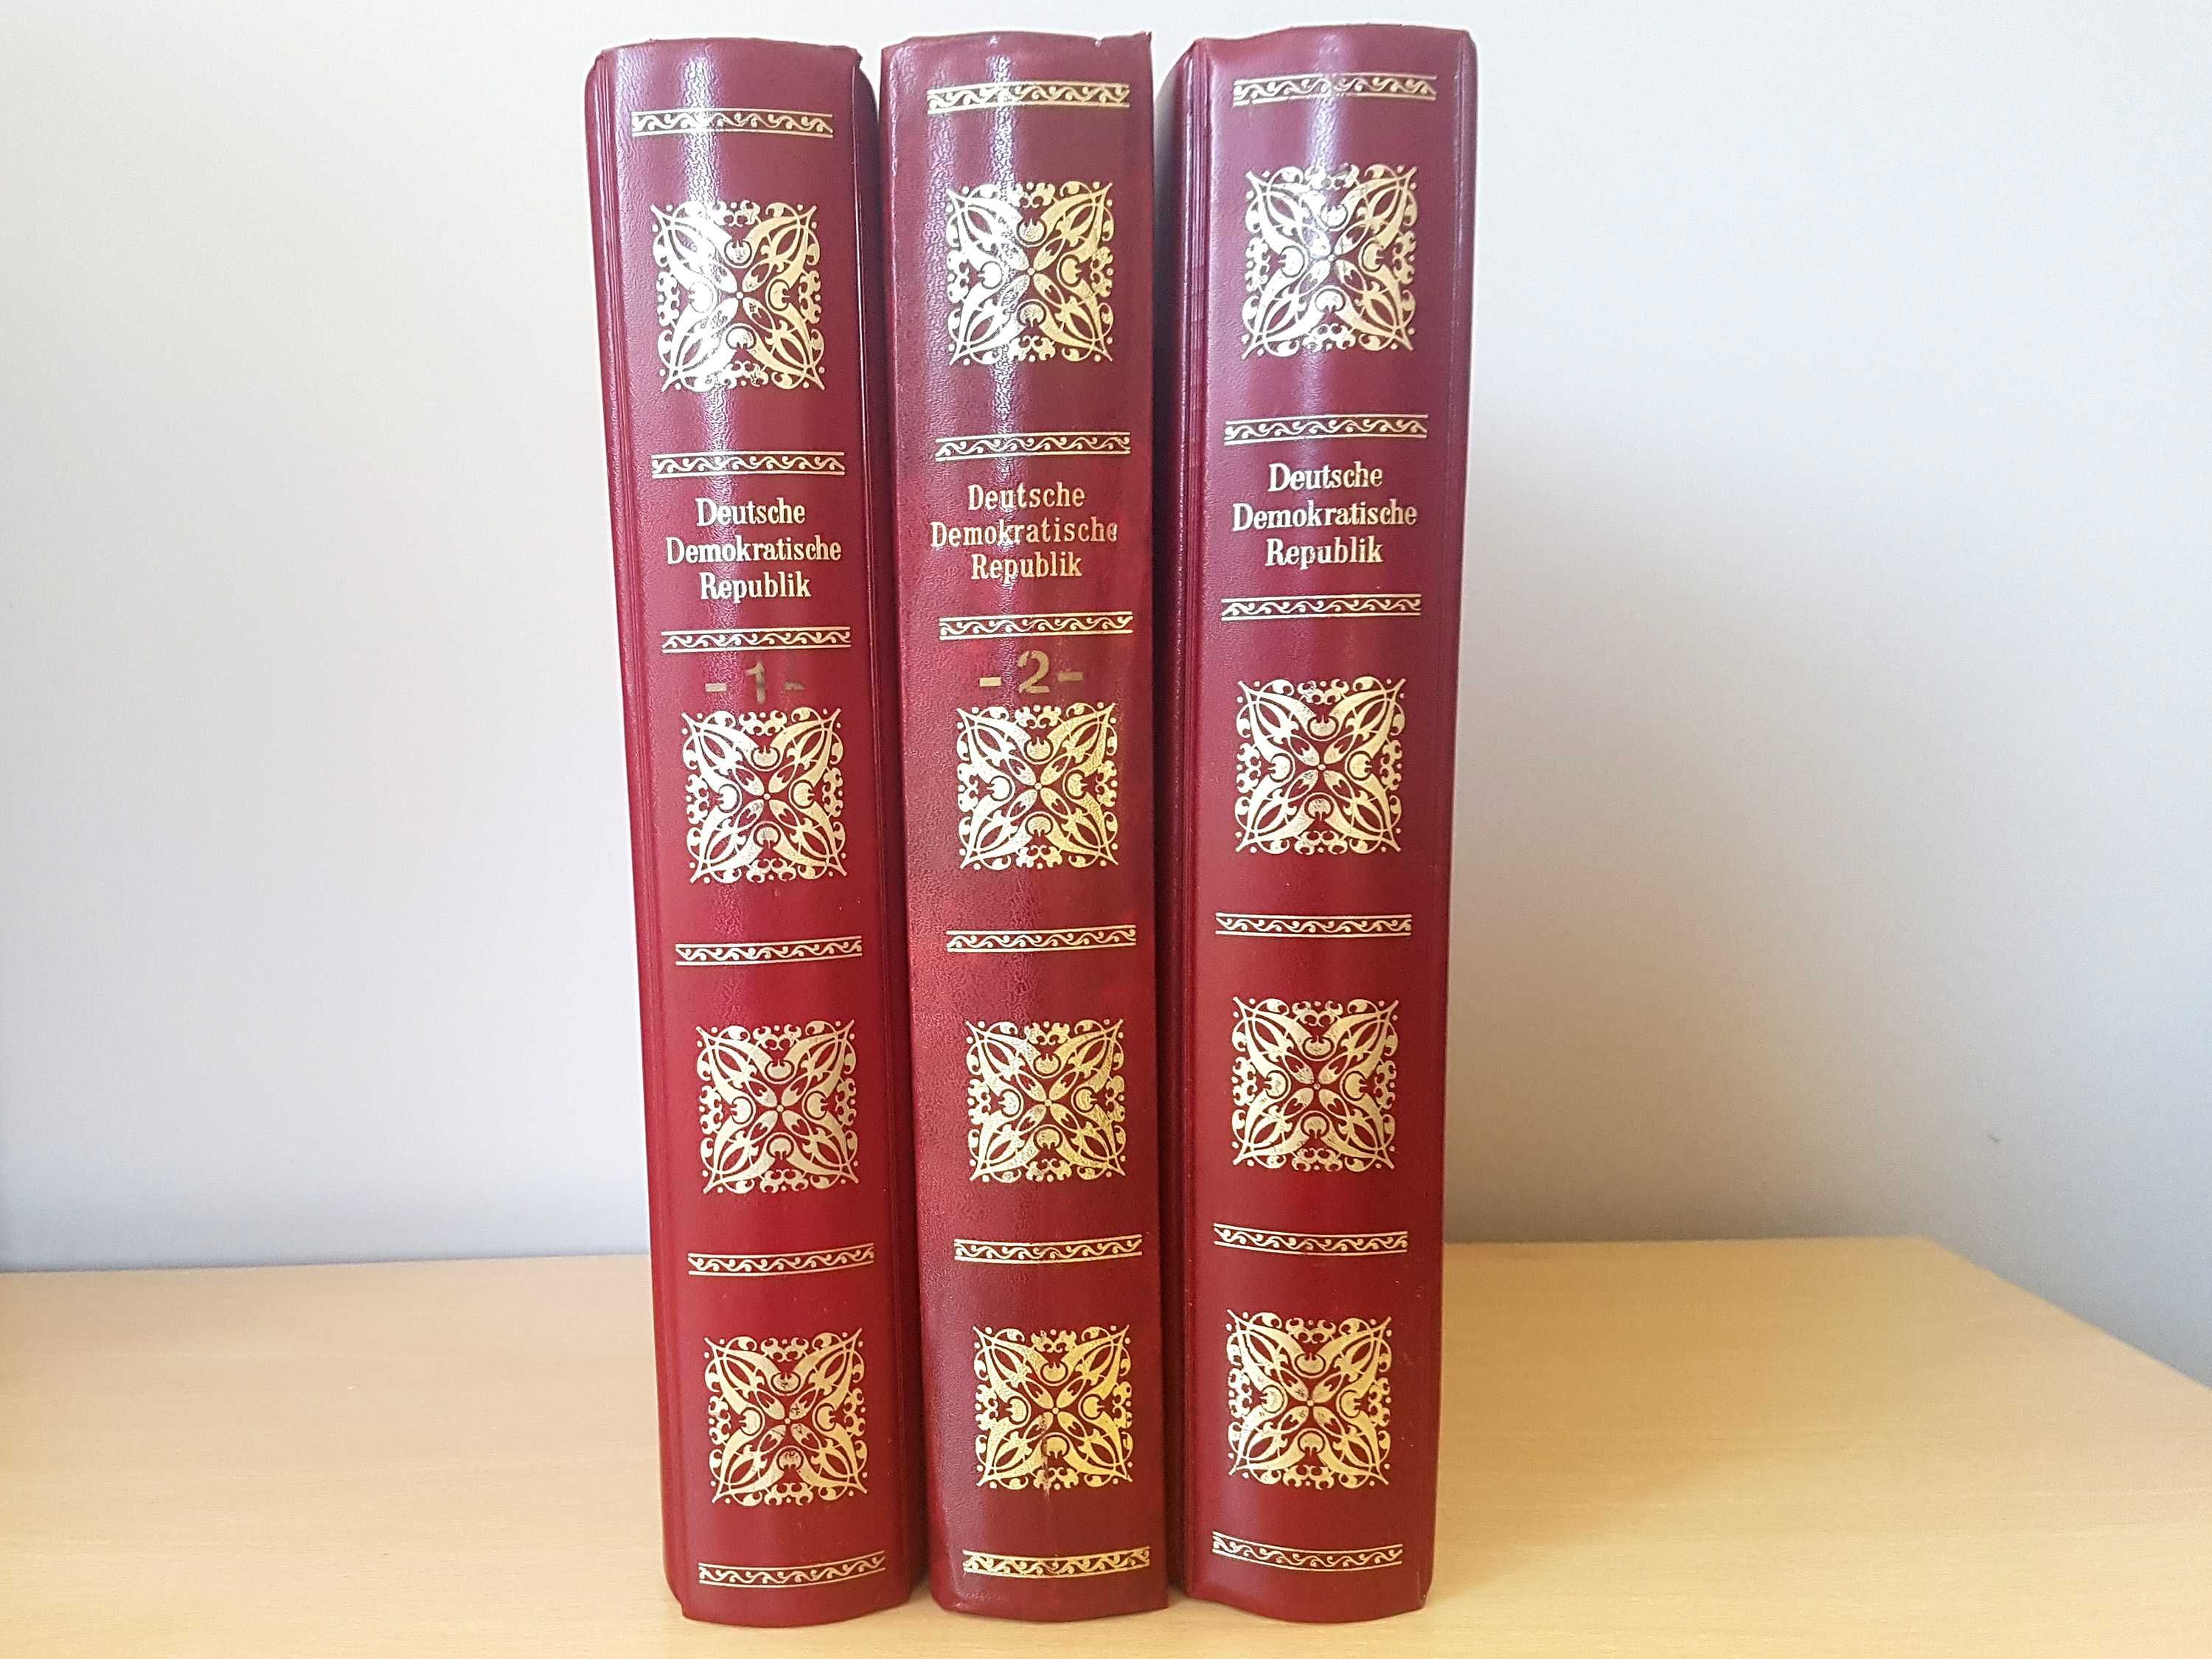 Deutsche
Demokratische
Republik
-1-
Deutsche
Demokratische
Republik
-2-
Deutsche
Demokratische
Republik